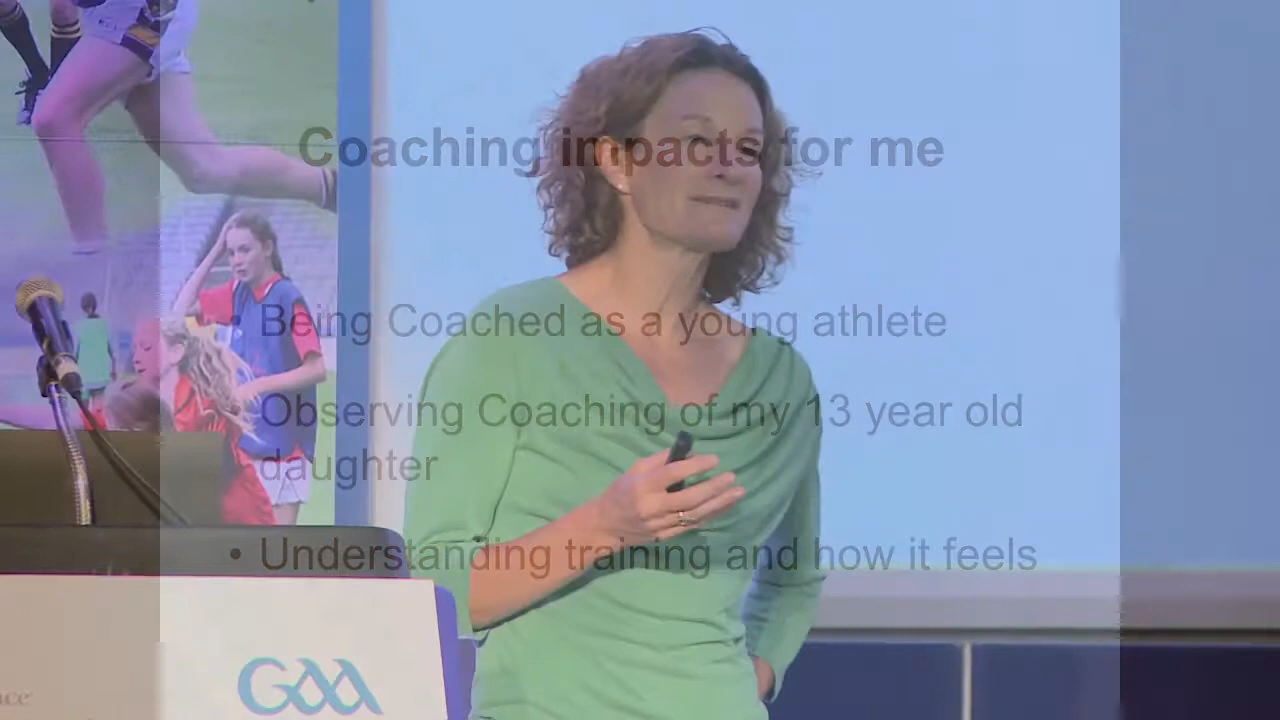 Coaching impacts for me
• Being Coached as a young athlete
Observing Coaching of my 13 year old
daughter
• Understanding training and how it feels
GAA